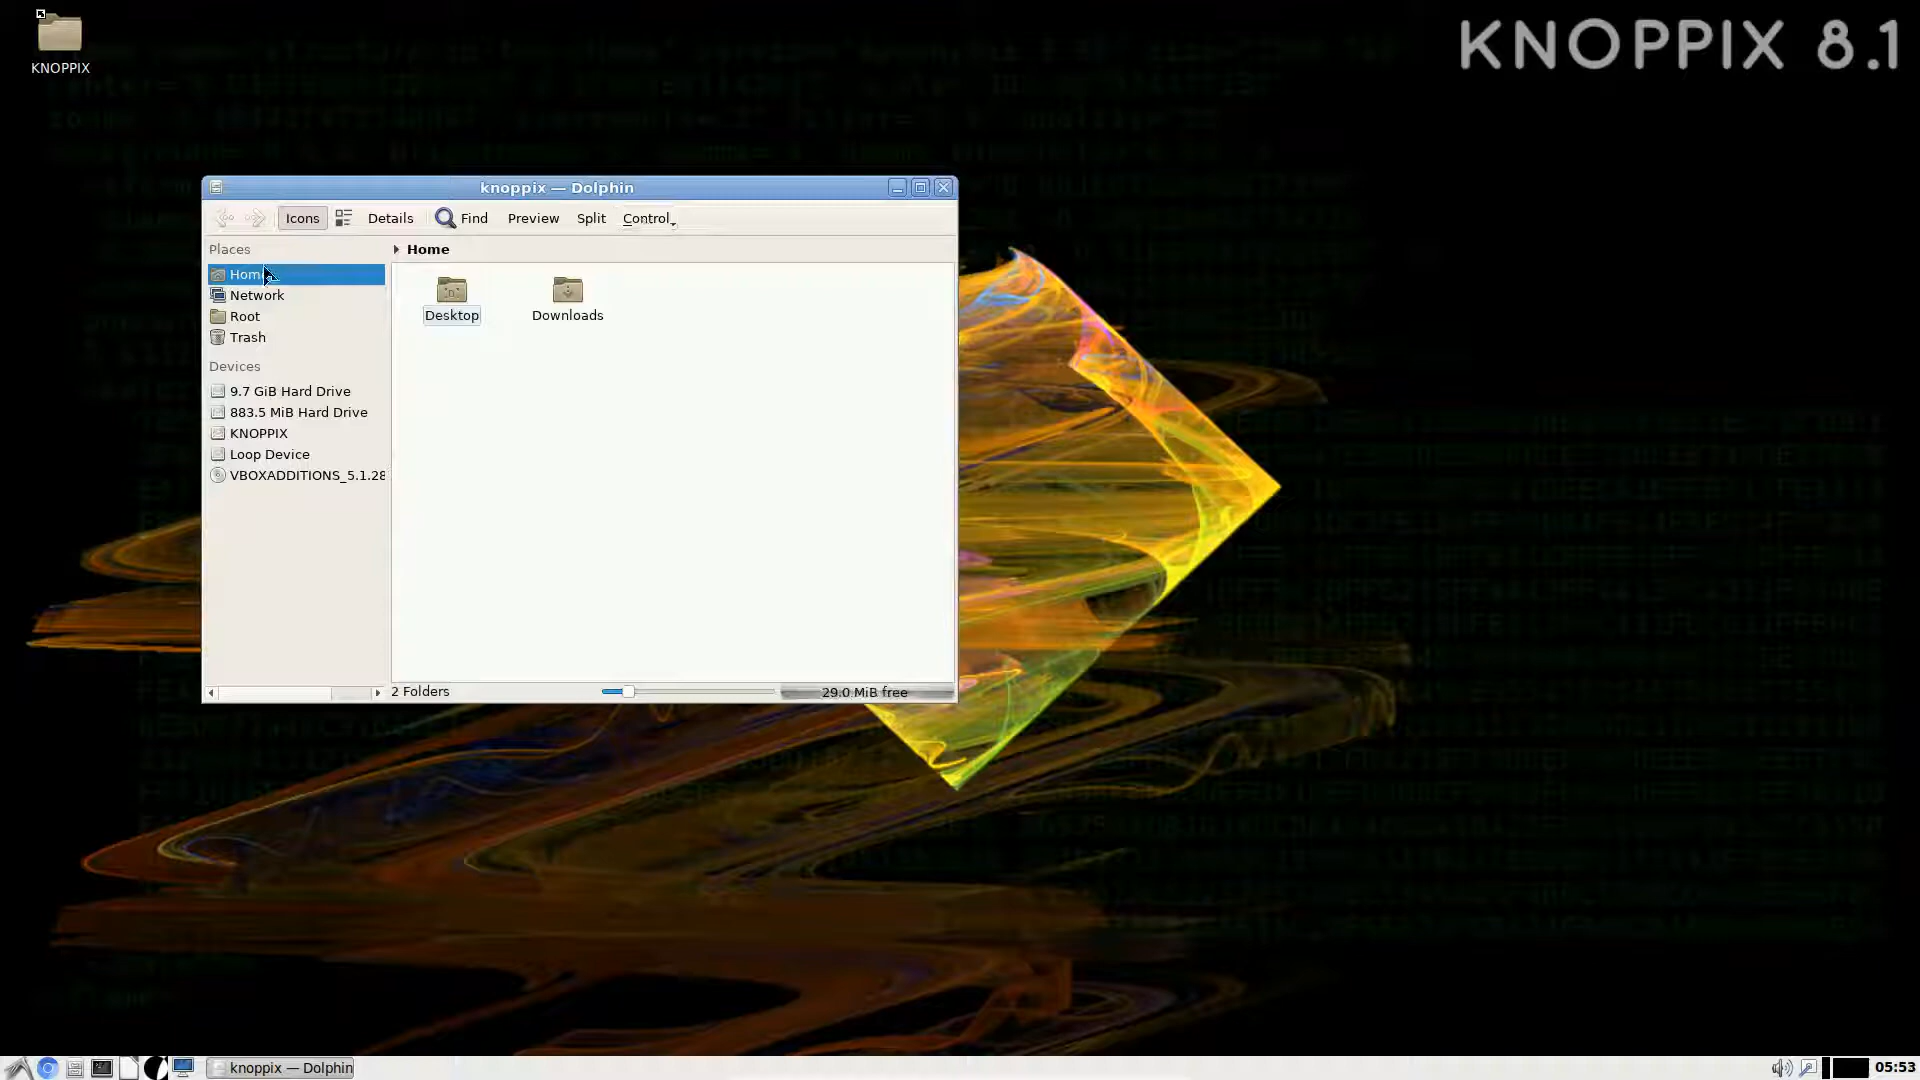 KNOPPIX
KNOPPIX 8.1
knoppix — Dolphin
Icons
Details
Find
Preview
Split
Control
Places
Home
Home
Network
Root
Trash
Desktop
Downloads
Devices
9.7 GiB Hard Drive
883.5 MiB Hard Drive
KNOPPIX
Loop Device
VBOXADDITIONS_5.1.28
2 Folders
29.0 MiB free
knoppix — Dolphin
05:53